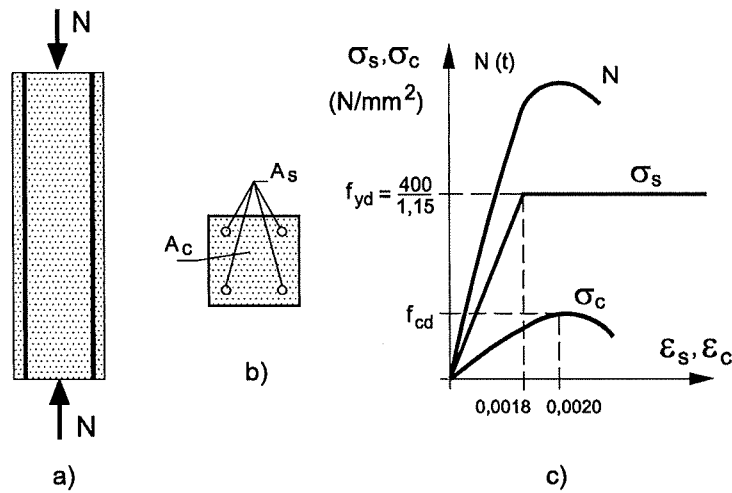 N
N
a)
As
Ac
b)
σs,σc
(N/mm²)
N (t)
N
fyd = 400/1,15
σs
fcd
σc
εs, εc
0,0018
0,0020
c)